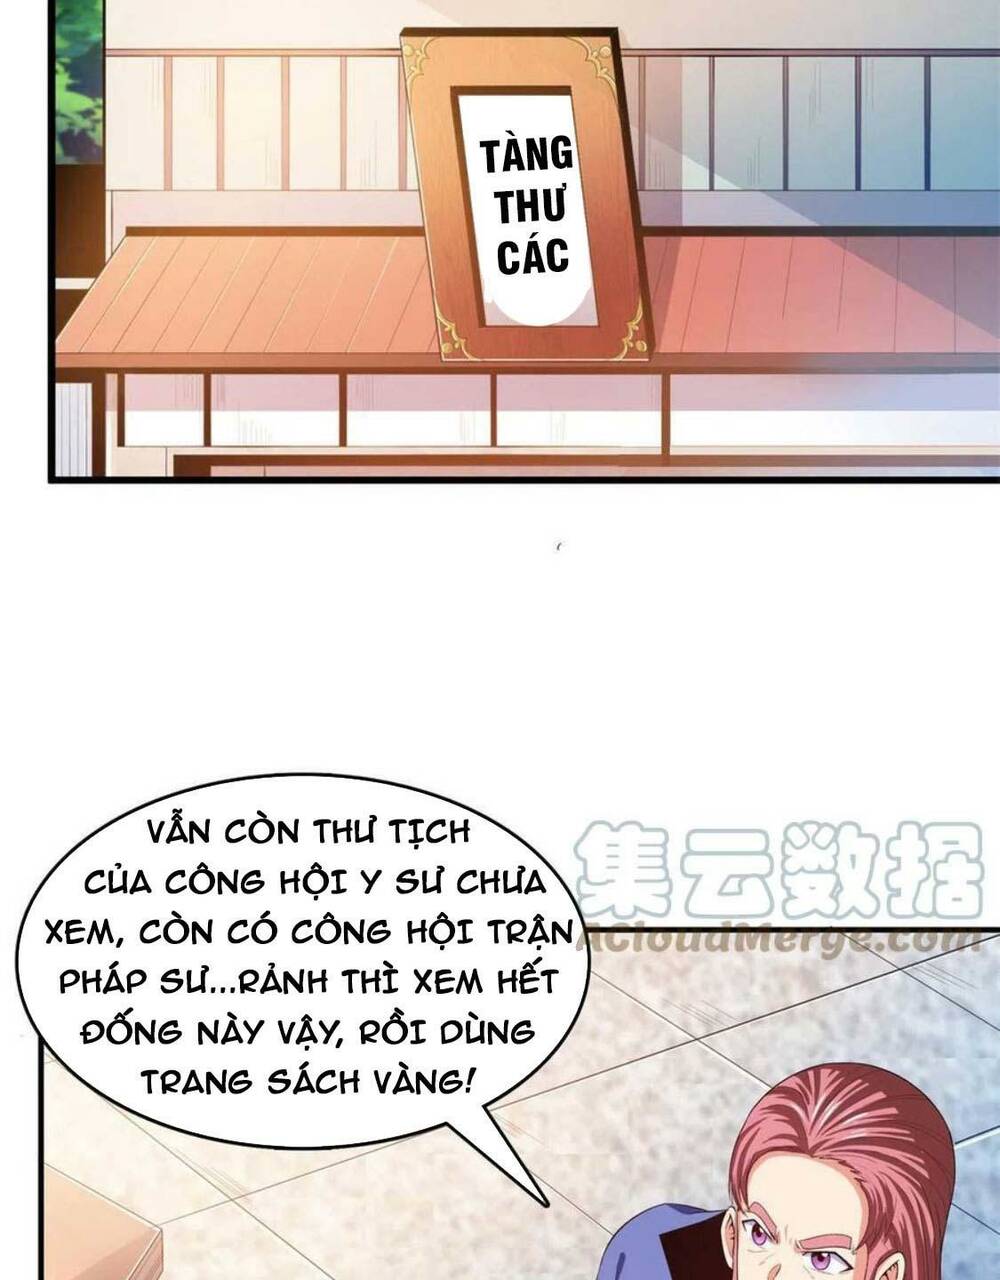 TÀNG
THƯ
CÁC
VẪN CÒN THƯ TỊCH
CỦA CÔNG HỘI Y SƯ CHƯA
XEM, CÒN CÓ CÔNG HỘI TRẬN
PHÁP SƯ...RẢNH THÌ XEM HẾT
ĐỐNG NÀY VẬY, RỒI DÙNG
TRANG SÁCH VÀNG!
集云数据
AcloudMerge.com